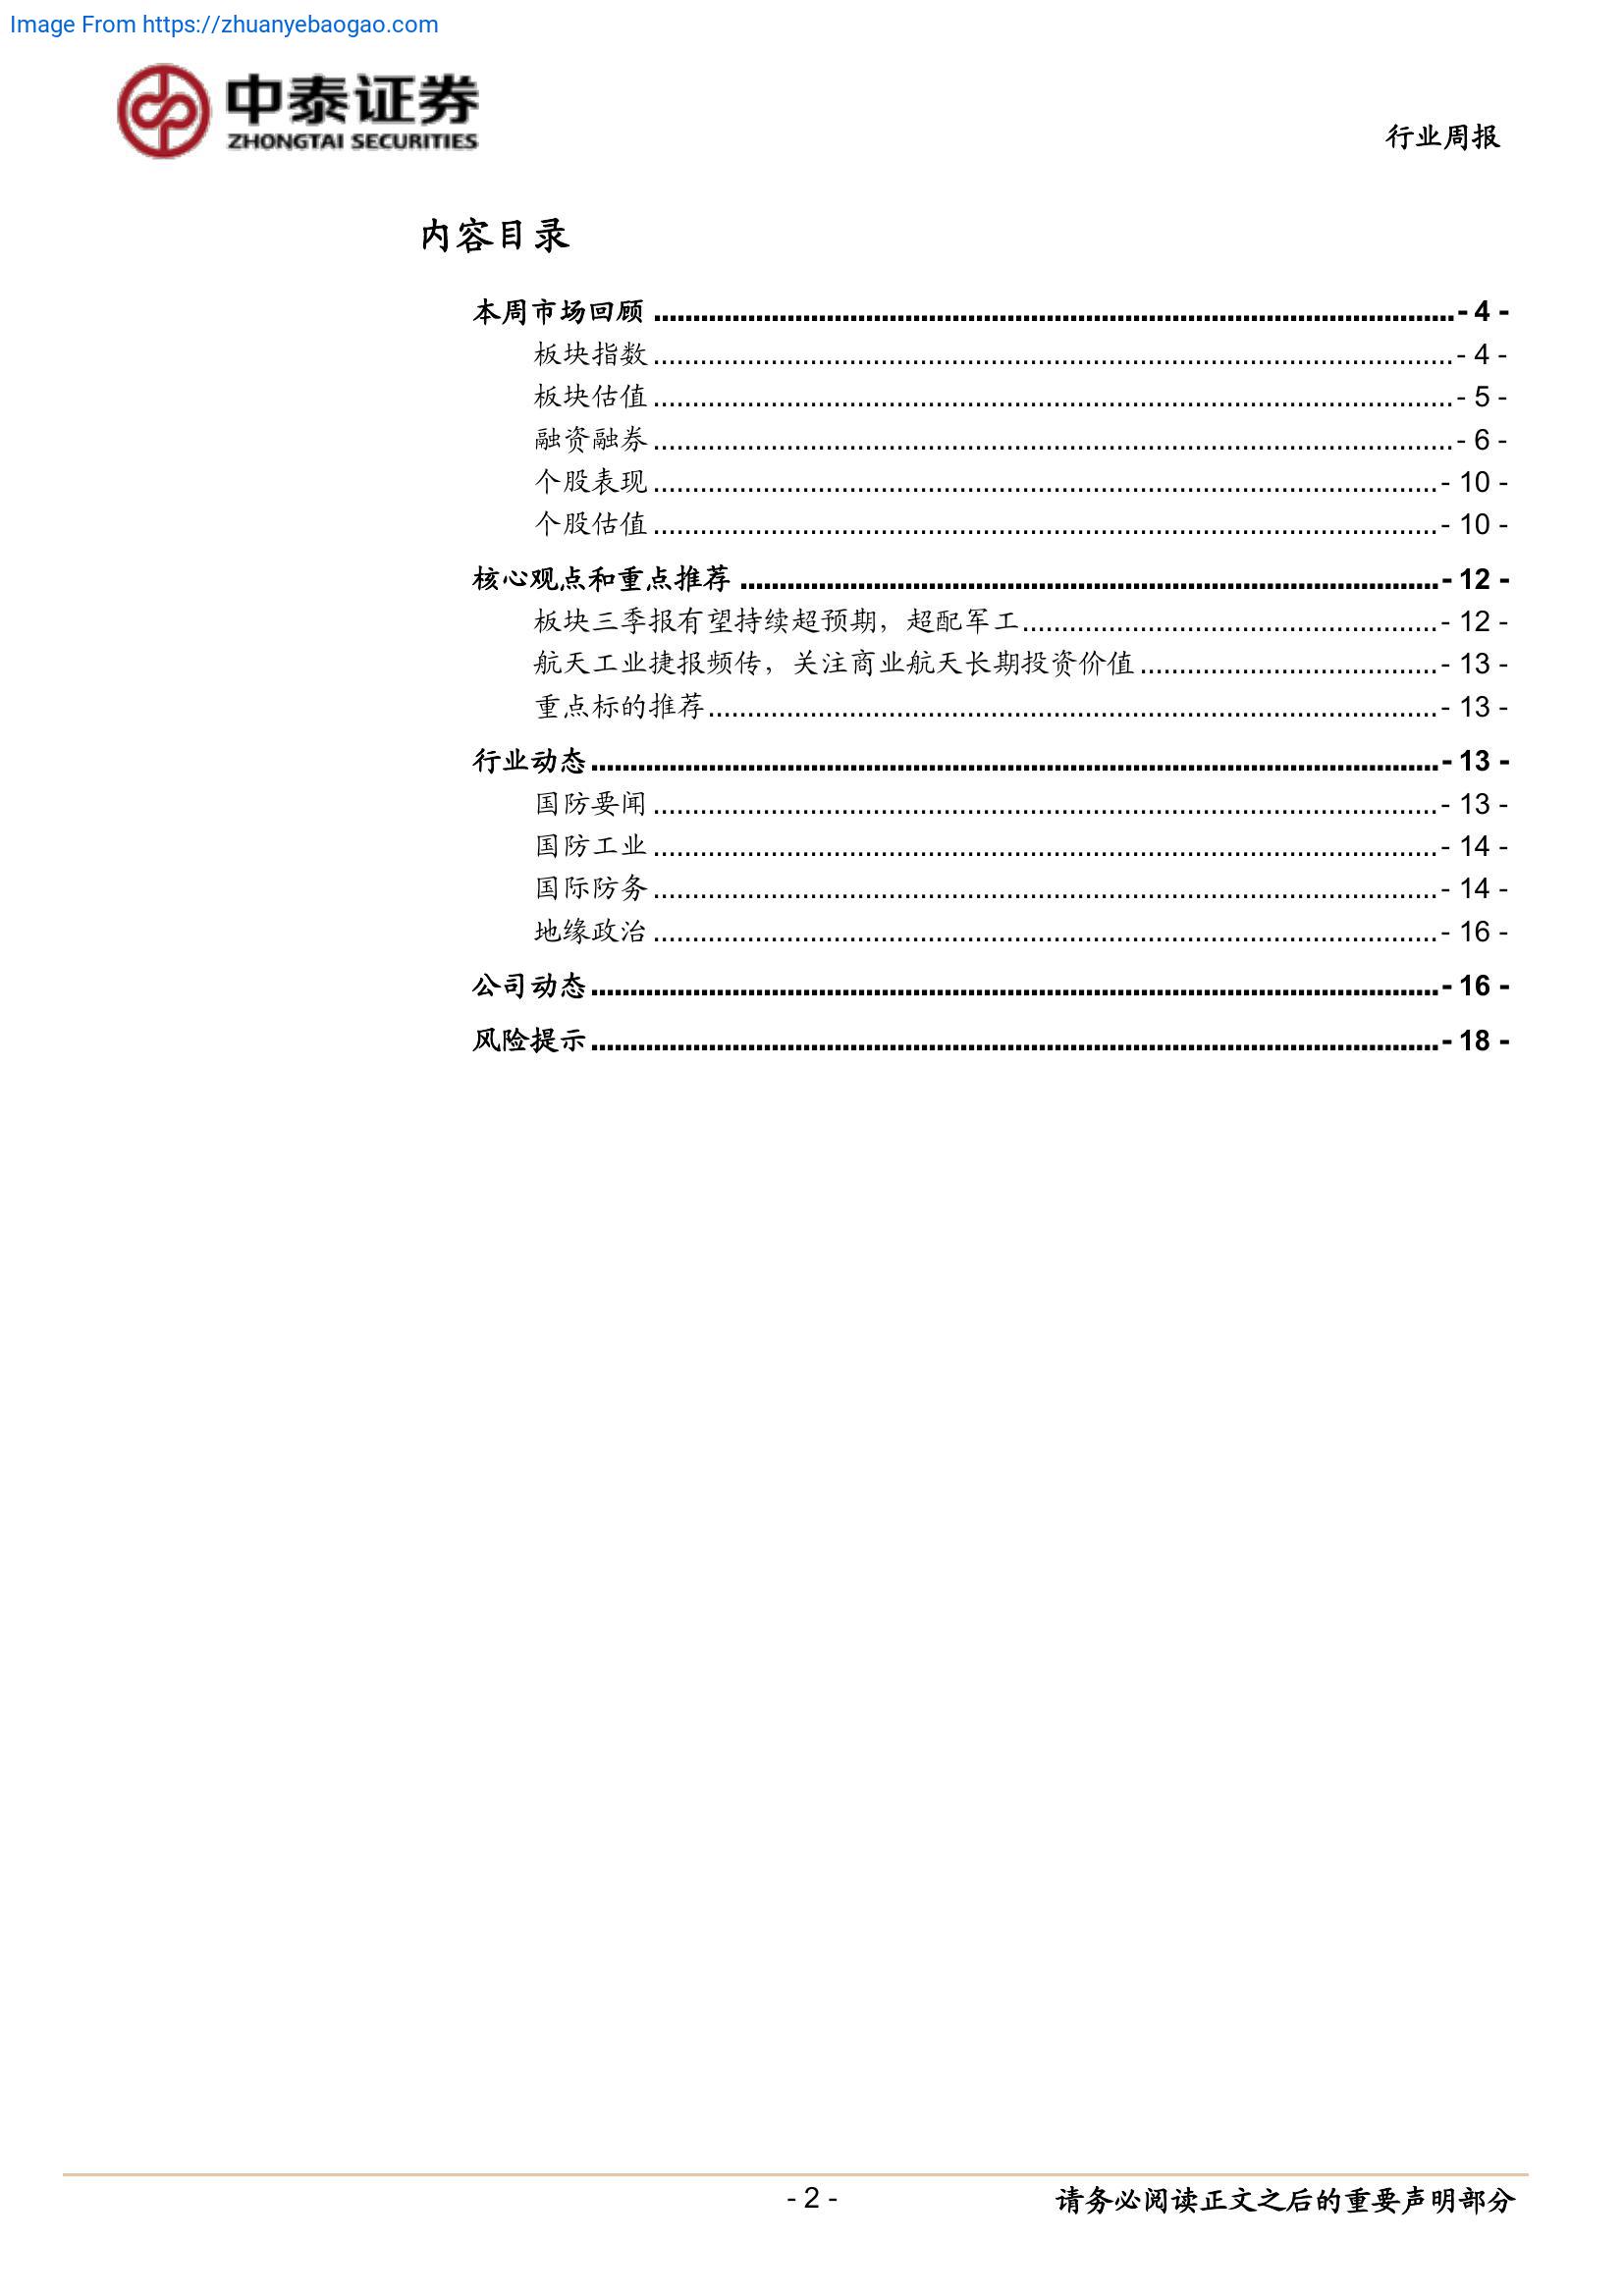 Image From https://zhuanyebaogao.com
中泰证券
ZHONGTAI SECURITIES
行业周报
内容目录
本周市场回顾 ........................................................................................................ - 4 -
板块指数 ........................................................................................................ - 4 -
板块估值 ........................................................................................................ - 5 -
融资融券 ........................................................................................................ - 6 -
个股表现 ...................................................................................................... - 10 -
个股估值 ...................................................................................................... - 10 -
核心观点和重点推荐 ........................................................................................... - 12 -
板块三季报有望持续超预期，超配军工 ...................................................... - 12 -
航天工业捷报频传，关注商业航天长期投资价值 ....................................... - 13 -
重点标的推荐 ............................................................................................... - 13 -
行业动态 .............................................................................................................. - 13 -
国防要闻 ...................................................................................................... - 13 -
国防工业 ...................................................................................................... - 14 -
国际防务 ...................................................................................................... - 14 -
地缘政治 ...................................................................................................... - 16 -
公司动态 .............................................................................................................. - 16 -
风险提示 .............................................................................................................. - 18 -
- 2 -
请务必阅读正文之后的重要声明部分